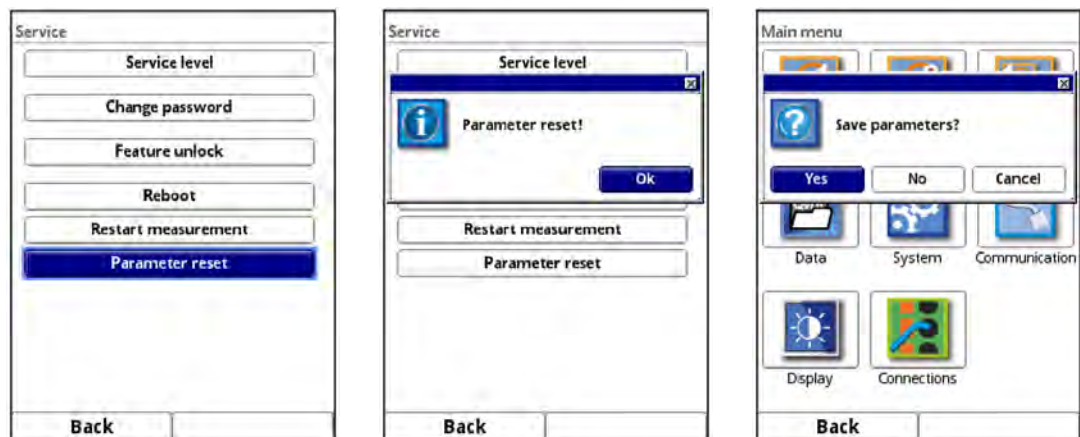 Service
Service level
Change password
Feature unlock
Reboot
Restart measurement
Parameter reset
Back
Service
Service level
Parameter reset!
Ok
Restart measurement
Parameter reset
Back
Main menu
Save parameters?
Yes No Cancel
Data System Communication
Display Connections
Back